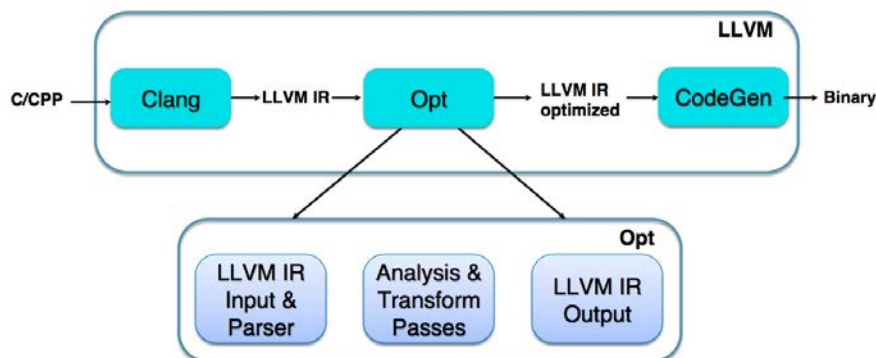 LLVM
C/CPP
Clang
LLVM IR
Opt
LLVM IR
optimized
CodeGen
Binary
Opt
LLVM IR
Input &
Parser
Analysis &
Transform
Passes
LLVM IR
Output